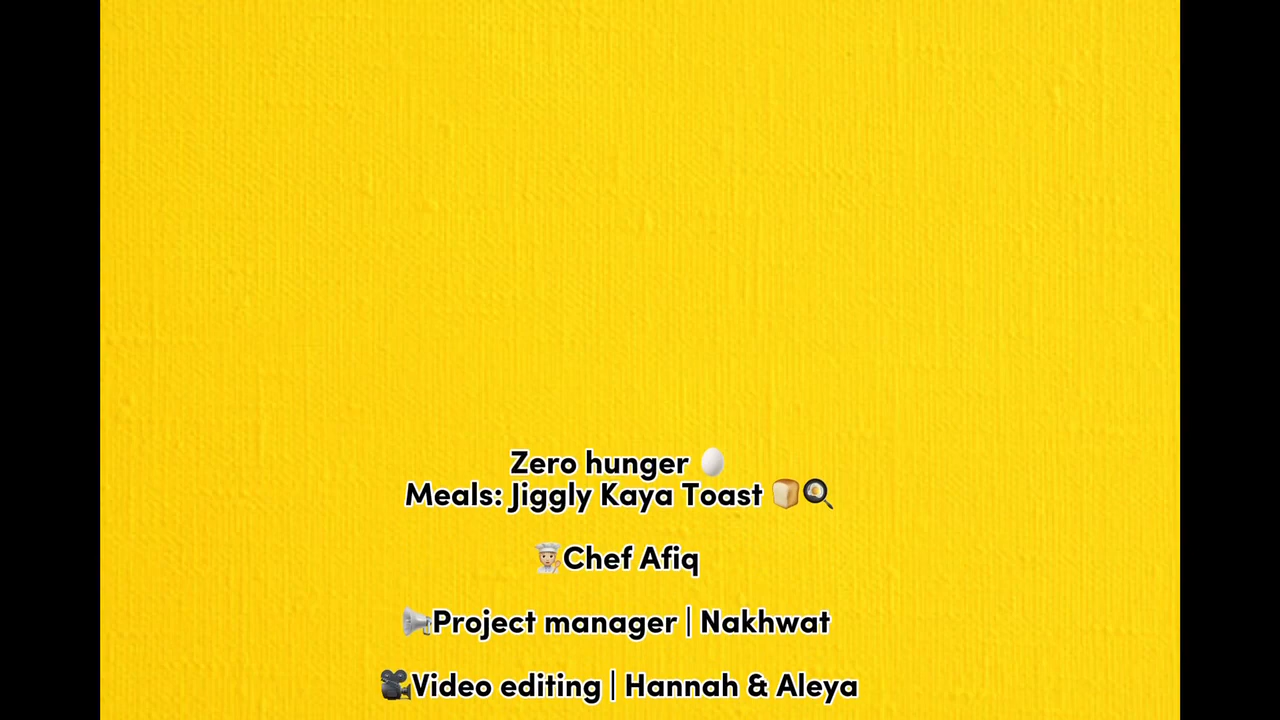 Zero hunger 🥚
Meals: Jiggly Kaya Toast 🍞🍳
🧑🏼‍🍳Chef Afiq
📢Project manager | Nakhwat
🎥Video editing | Hannah & Aleya